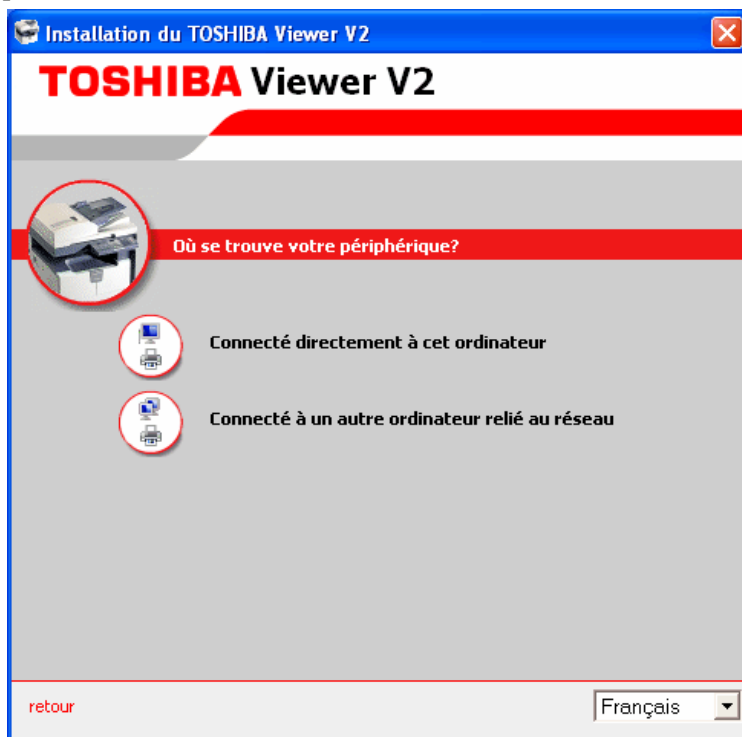 Installation du TOSHIBA Viewer V2
TOSHIBA Viewer V2
Où se trouve votre périphérique?
Connecté directement à cet ordinateur
Connecté à un autre ordinateur relié au réseau
retour
Français